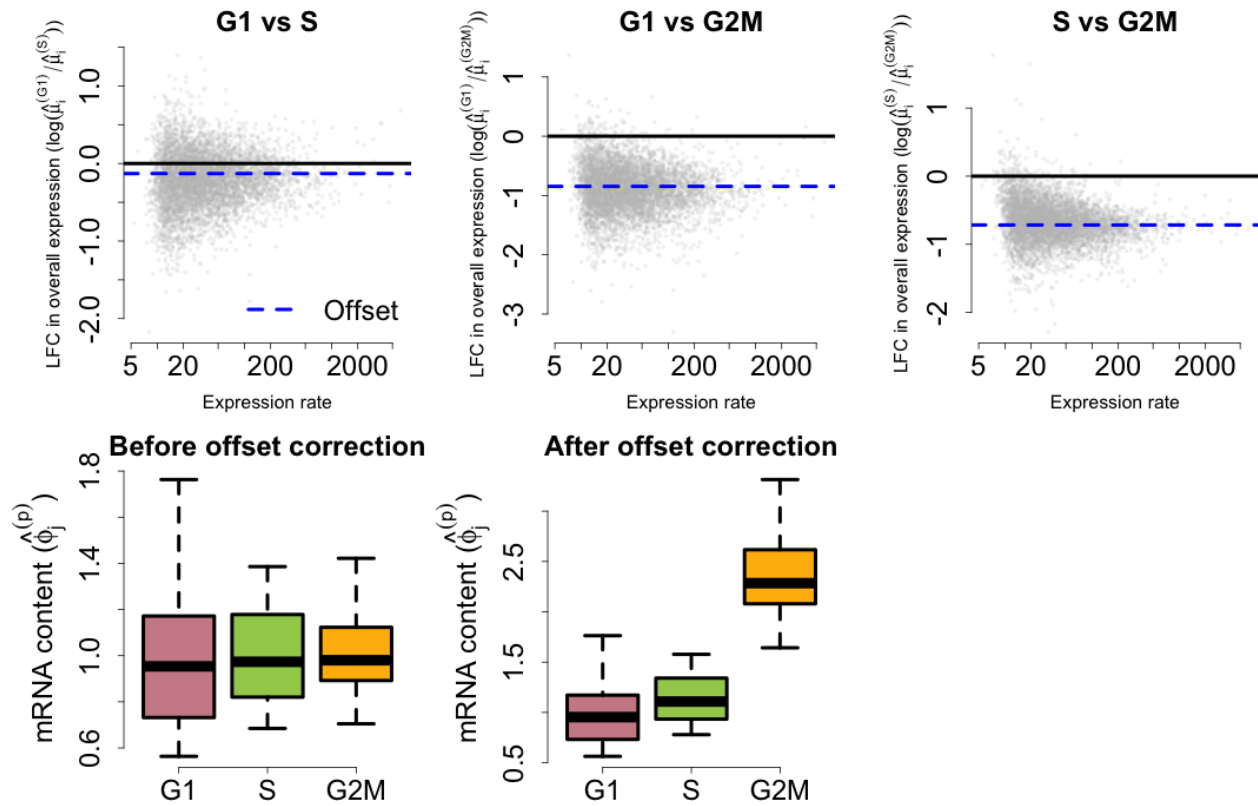 G1 vs S
LFC in overall expression (log(μ̂ᵢ^(G1)/μ̂ᵢ^(S)))
1.0
0.0
-1.0
-2.0
Offset
5 20 200 2000
Expression rate
G1 vs G2M
LFC in overall expression (log(μ̂ᵢ^(G1)/μ̂ᵢ^(G2M)))
1
0
-1
-2
-3
5 20 200 2000
Expression rate
S vs G2M
LFC in overall expression (log(μ̂ᵢ^(S)/μ̂ᵢ^(G2M)))
1
0
-1
-2
5 20 200 2000
Expression rate
Before offset correction
mRNA content (ϕ̂ⱼ^(p))
1.8
1.4
1.0
0.6
G1 S G2M
After offset correction
mRNA content (ϕ̂ⱼ^(p))
2.5
1.5
0.5
G1 S G2M